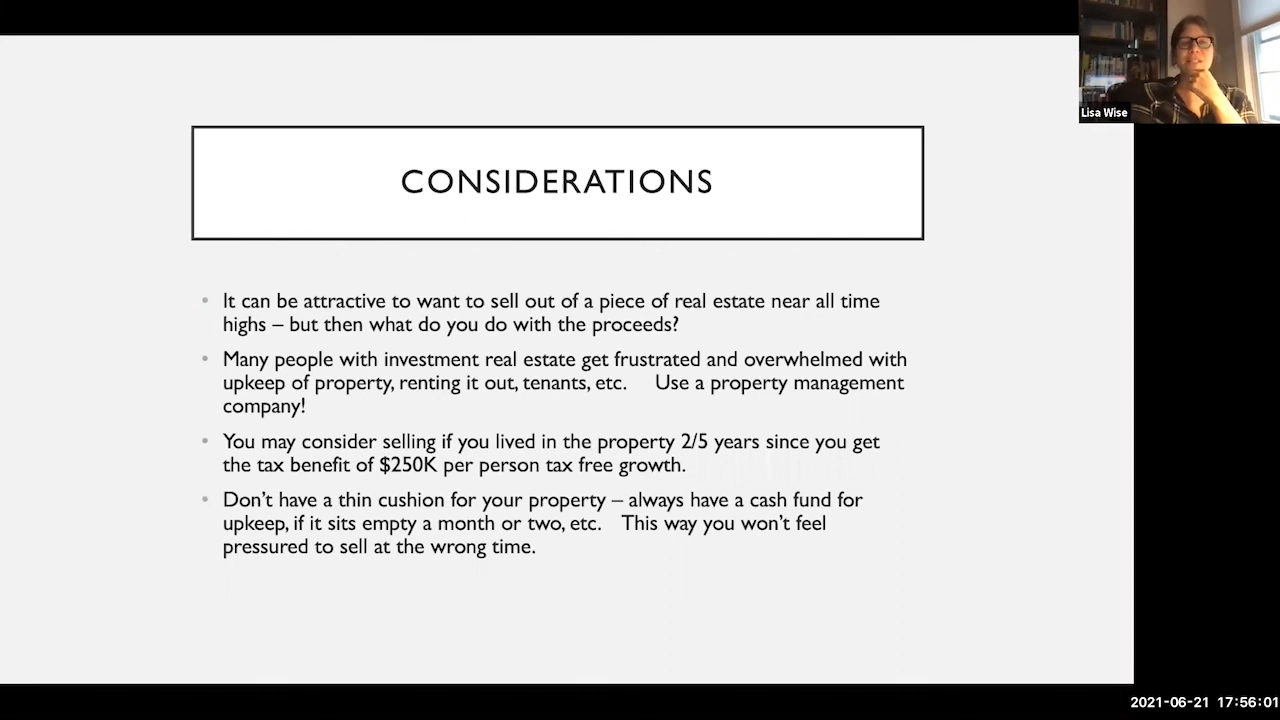 Lisa Wise
CONSIDERATIONS
• It can be attractive to want to sell out of a piece of real estate near all time
highs – but then what do you do with the proceeds?
• Many people with investment real estate get frustrated and overwhelmed with
upkeep of property, renting it out, tenants, etc. Use a property management
company!
• You may consider selling if you lived in the property 2/5 years since you get
the tax benefit of $250K per person tax free growth.
• Don't have a thin cushion for your property – always have a cash fund for
upkeep, if it sits empty a month or two, etc. This way you won't feel
pressured to sell at the wrong time.
2021-06-21 17:56:01